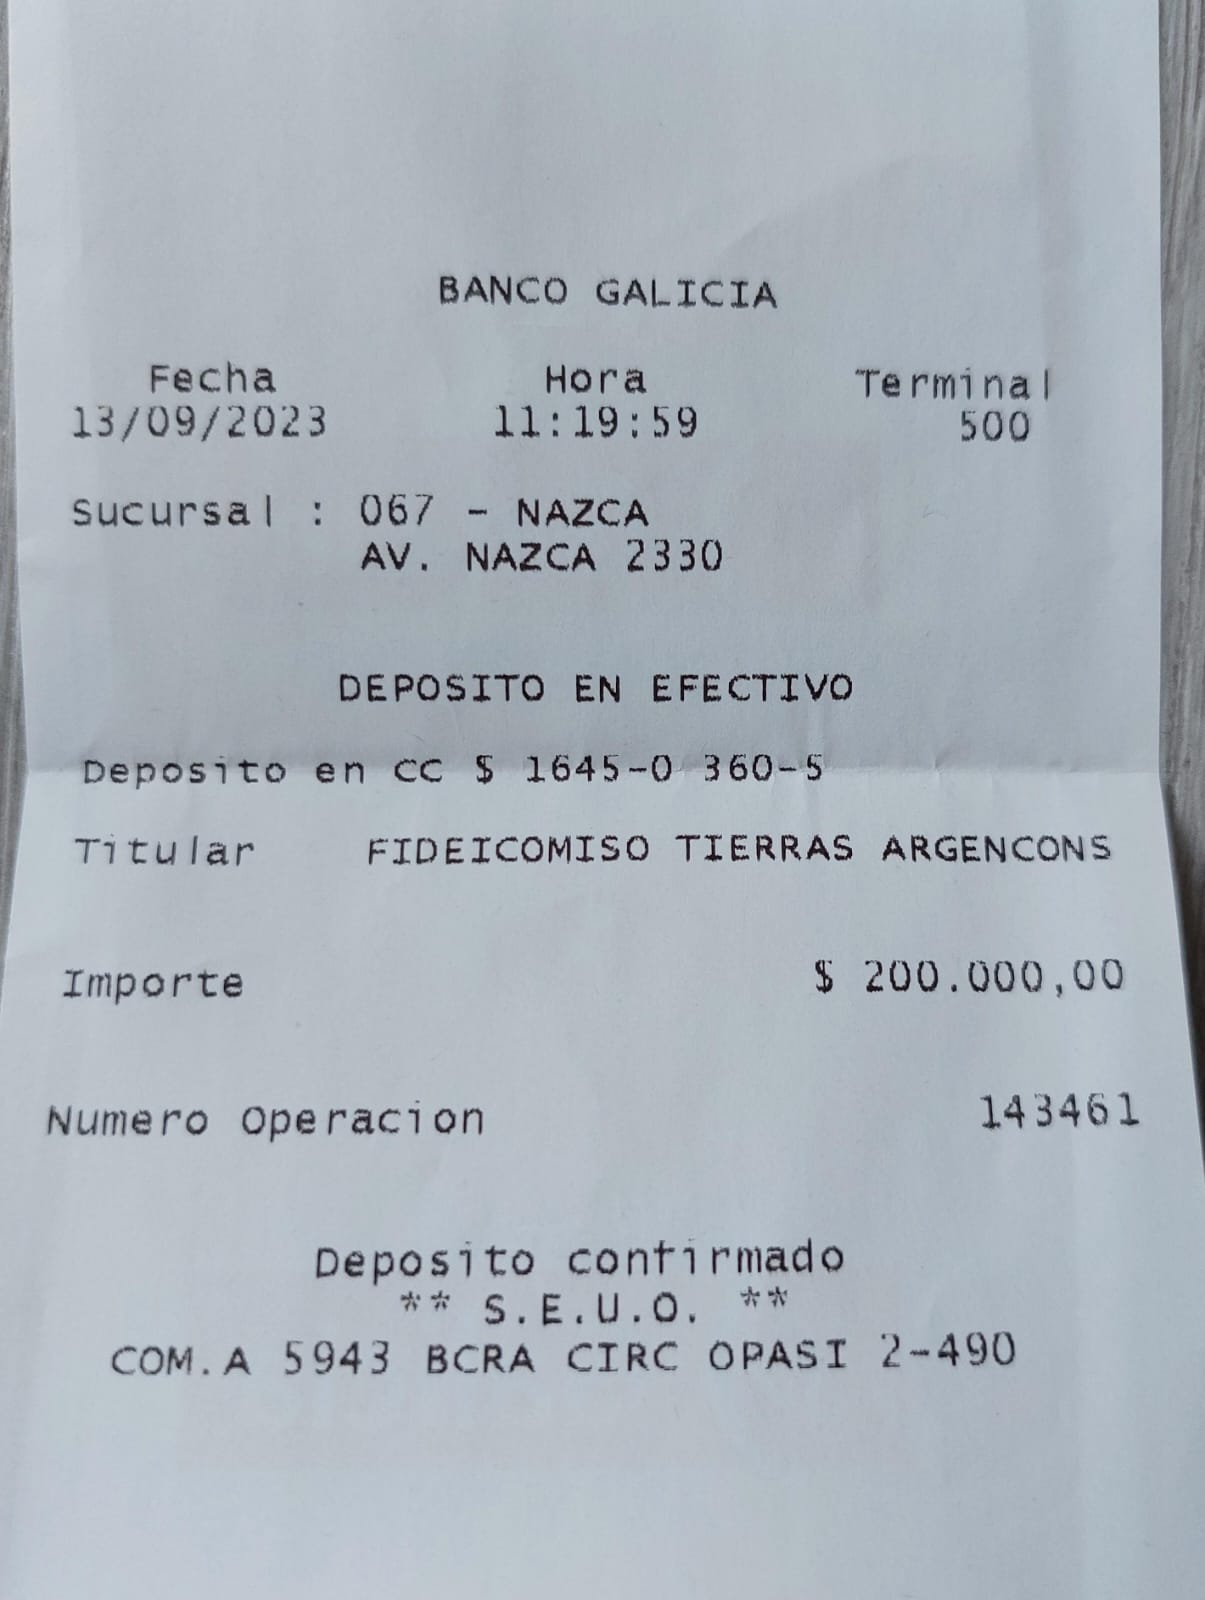 BANCO GALICIA
Fecha Hora Terminal
13/09/2023 11:19:59 500
Sucursal : 067 - NAZCA
AV. NAZCA 2330
DEPOSITO EN EFECTIVO
Deposito en CC $ 1645-0 360-5
Titular FIDEICOMISO TIERRAS ARGENCONS
Importe $ 200.000,00
Numero Operacion 143461
Deposito confirmado
** S.E.U.O. **
COM.A 5943 BCRA CIRC OPASI 2-490